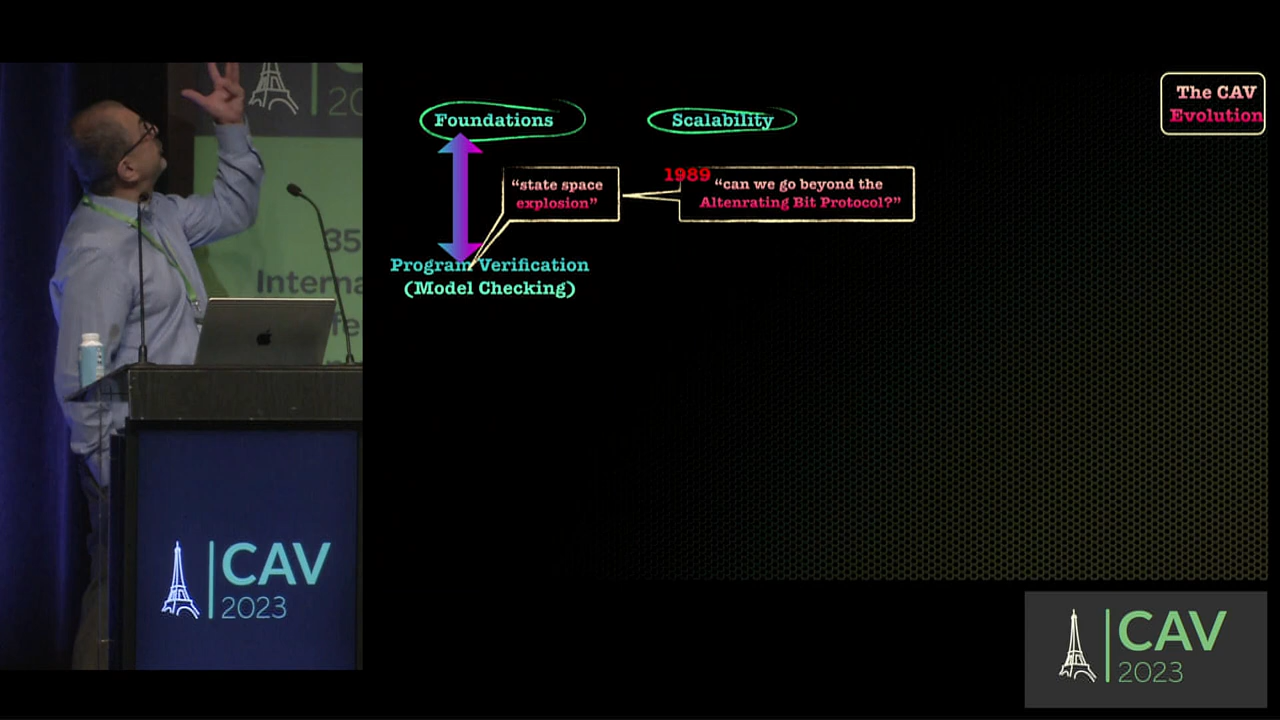 35
Interna
CAV
2023
Foundations
Scalability
The CAV
Evolution
1989
"state space
explosion"
"can we go beyond the
Altenrating Bit Protocol?"
Program Verification
(Model Checking)
CAV
2023